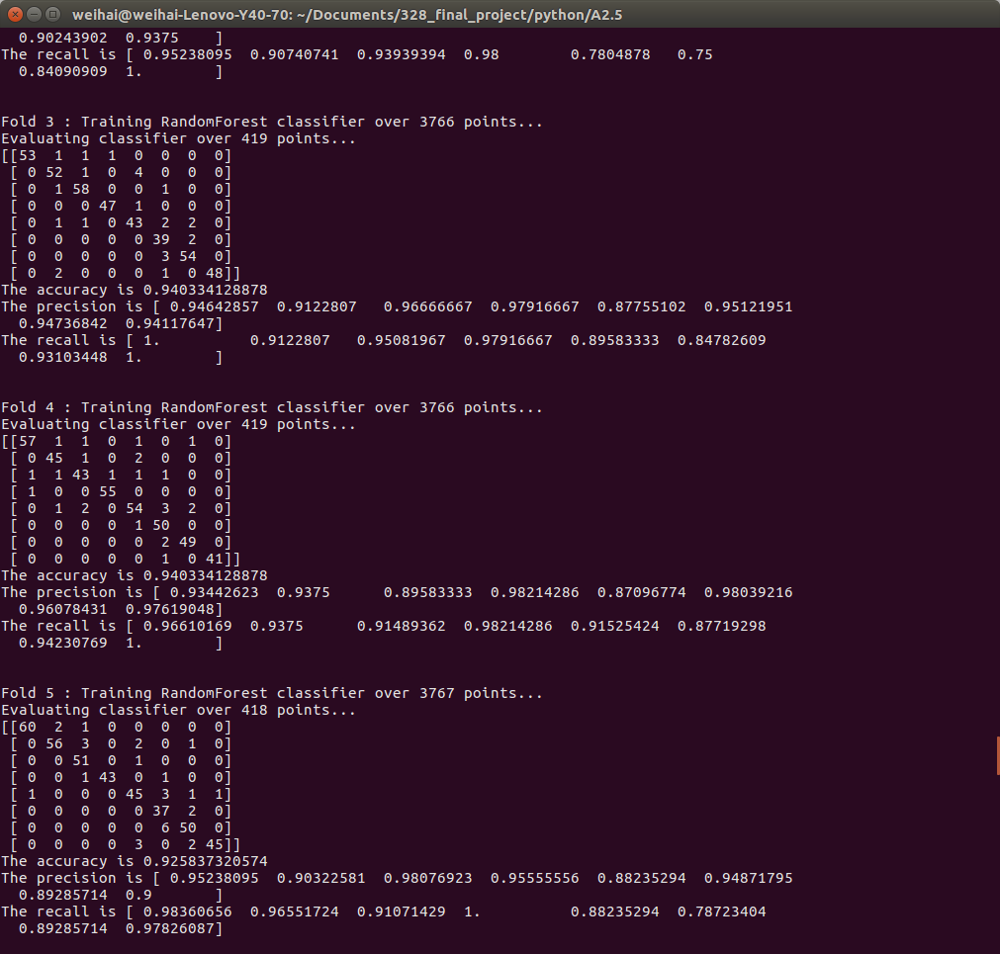 weihai@weihai-Lenovo-Y40-70: ~/Documents/328_final_project/python/A2.5
  0.90243902  0.9375    ]
The recall is [ 0.95238095  0.90740741  0.93939394  0.98        0.7804878   0.75
  0.84090909  1.        ]
Fold 3 : Training RandomForest classifier over 3766 points...
Evaluating classifier over 419 points...
[[53  1  1  1  0  0  0  0]
 [ 0 52  1  0  4  0  0  0]
 [ 0  1 58  0  0  1  0  0]
 [ 0  0  0 47  1  0  0  0]
 [ 0  1  1  0 43  2  2  0]
 [ 0  0  0  0  0 39  2  0]
 [ 0  0  0  0  0  3 54  0]
 [ 0  2  0  0  0  1  0 48]]
The accuracy is 0.940334128878
The precision is [ 0.94642857  0.9122807   0.96666667  0.97916667  0.87755102  0.95121951
  0.94736842  0.94117647]
The recall is [ 1.          0.9122807   0.95081967  0.97916667  0.89583333  0.84782609
  0.93103448  1.        ]
Fold 4 : Training RandomForest classifier over 3766 points...
Evaluating classifier over 419 points...
[[57  1  1  0  1  0  1  0]
 [ 0 45  1  0  2  0  0  0]
 [ 1  1 43  1  1  1  0  0]
 [ 1  0  0 55  0  0  0  0]
 [ 0  1  2  0 54  3  2  0]
 [ 0  0  0  0  1 50  0  0]
 [ 0  0  0  0  0  2 49  0]
 [ 0  0  0  0  0  1  0 41]]
The accuracy is 0.940334128878
The precision is [ 0.93442623  0.9375      0.89583333  0.98214286  0.87096774  0.98039216
  0.96078431  0.97619048]
The recall is [ 0.96610169  0.9375      0.91489362  0.98214286  0.91525424  0.87719298
  0.94230769  1.        ]
Fold 5 : Training RandomForest classifier over 3767 points...
Evaluating classifier over 418 points...
[[60  2  1  0  0  0  0  0]
 [ 0 56  3  0  2  0  1  0]
 [ 0  0 51  0  1  0  0  0]
 [ 0  0  1 43  0  1  0  0]
 [ 1  0  0  0 45  3  1  1]
 [ 0  0  0  0  0 37  2  0]
 [ 0  0  0  0  0  6 50  0]
 [ 0  0  0  0  3  0  2 45]]
The accuracy is 0.925837320574
The precision is [ 0.95238095  0.90322581  0.98076923  0.95555556  0.88235294  0.94871795
  0.89285714  0.9       ]
The recall is [ 0.98360656  0.96551724  0.91071429  1.          0.88235294  0.78723404
  0.89285714  0.97826087]